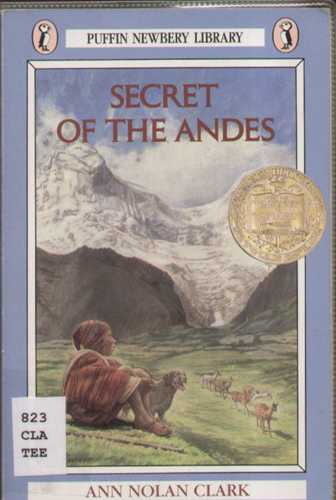 PUFFIN NEWBERY LIBRARY
SECRET
OF THE ANDES
823
CLA
TEE
ANN NOLAN CLARK